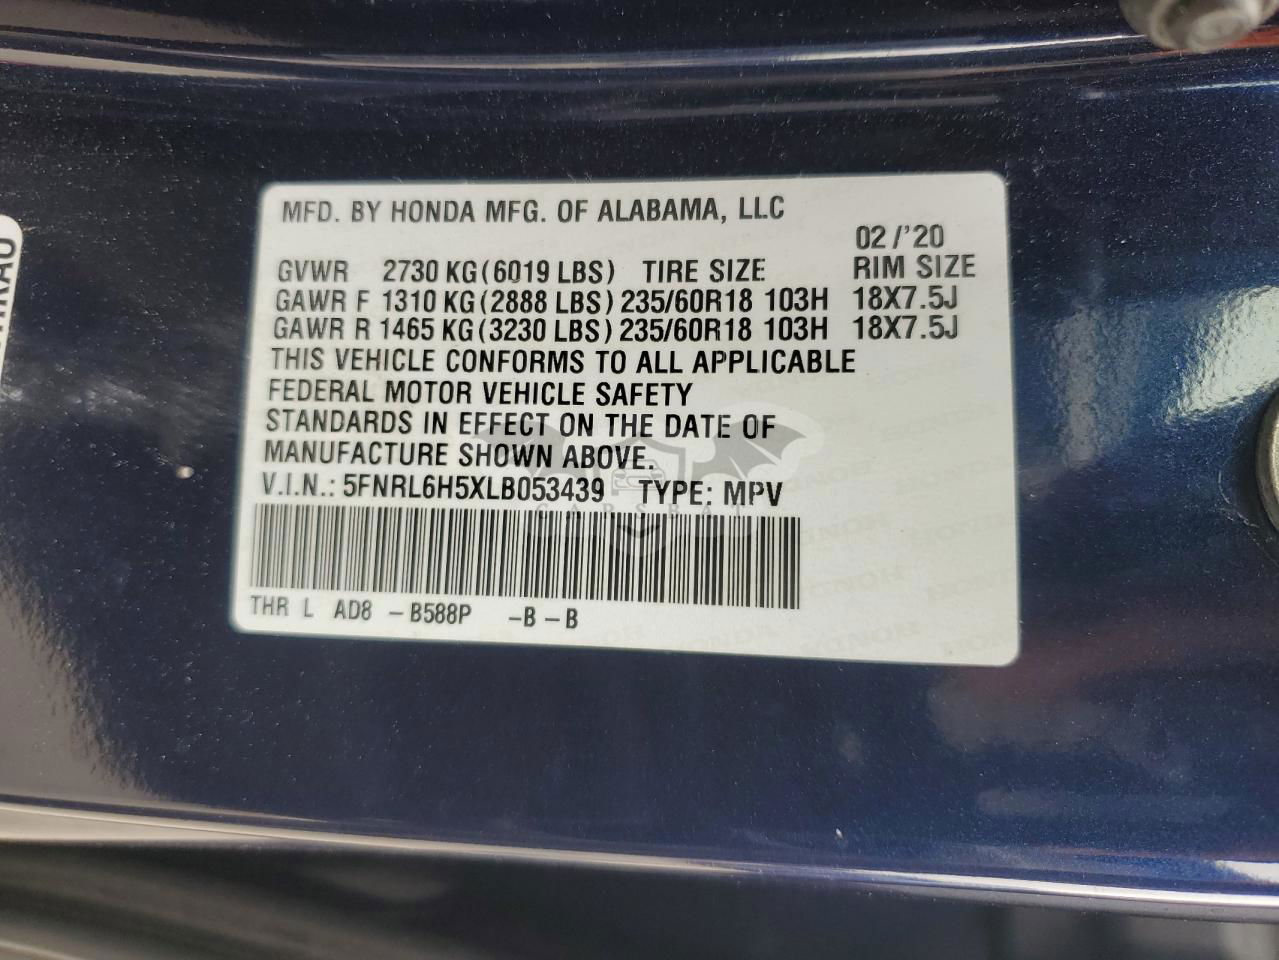 MFD. BY HONDA MFG. OF ALABAMA, LLC
02/'20
GVWR 2730 KG(6019 LBS) TIRE SIZE RIM SIZE
GAWR F 1310 KG(2888 LBS) 235/60R18 103H 18X7.5J
GAWR R 1465 KG(3230 LBS) 235/60R18 103H 18X7.5J
THIS VEHICLE CONFORMS TO ALL APPLICABLE
FEDERAL MOTOR VEHICLE SAFETY
STANDARDS IN EFFECT ON THE DATE OF
MANUFACTURE SHOWN ABOVE.
V.I.N.: 5FNRL6H5XLB053439 TYPE: MPV
CARSBAT
THR L AD8 -B588P -B-B
HONDA